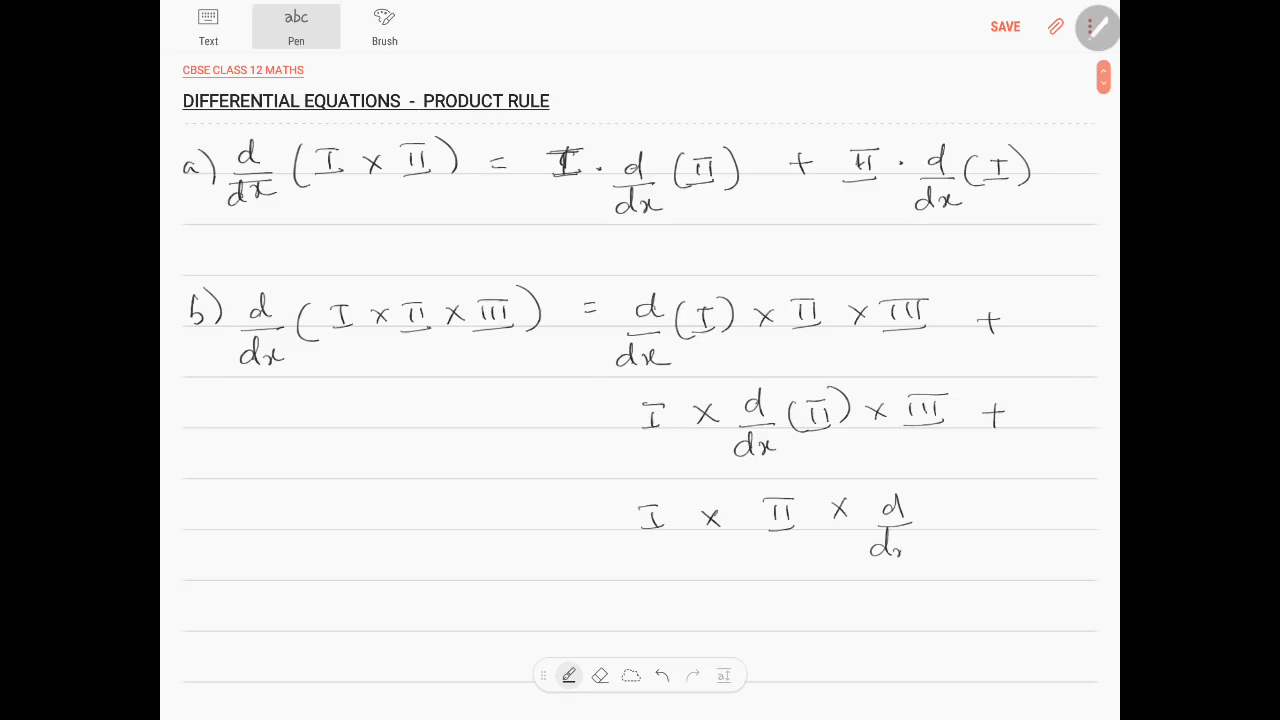 Text
abc
Pen
Brush
SAVE
CBSE CLASS 12 MATHS
DIFFERENTIAL EQUATIONS - PRODUCT RULE
a) d/dx (I × II) = I · d/dx (II) + II · d/dx (I)
b) d/dx (I × II × III) = d/dx (I) × II × III +
I × d/dx (II) × III +
I × II × d/dx